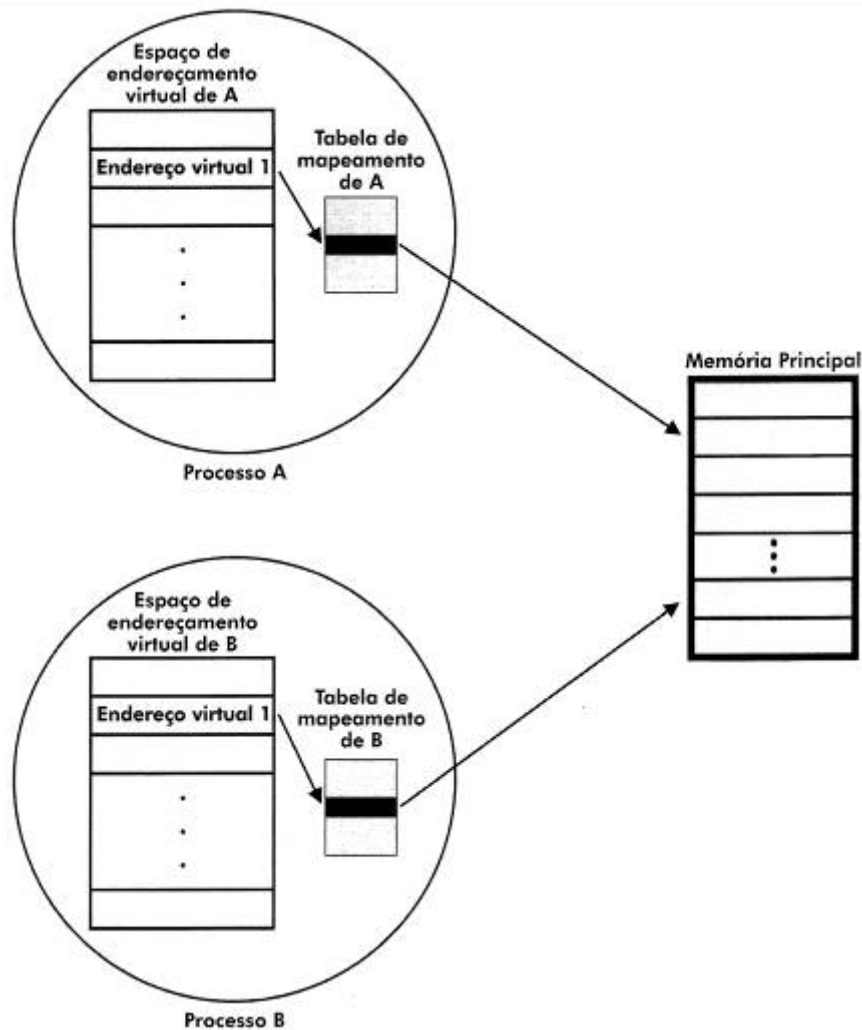 Espaço de
endereçamento
virtual de A
Endereço virtual 1
Tabela de
mapeamento
de A
Processo A
Memória Principal
Espaço de
endereçamento
virtual de B
Endereço virtual 1
Tabela de
mapeamento
de B
Processo B